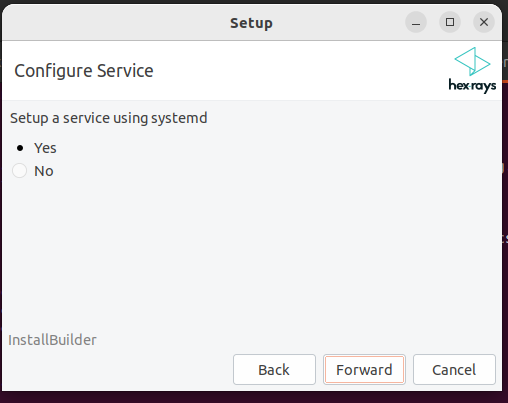 Setup
Configure Service
hex-rays
Setup a service using systemd
Yes
No
InstallBuilder
Back
Forward
Cancel